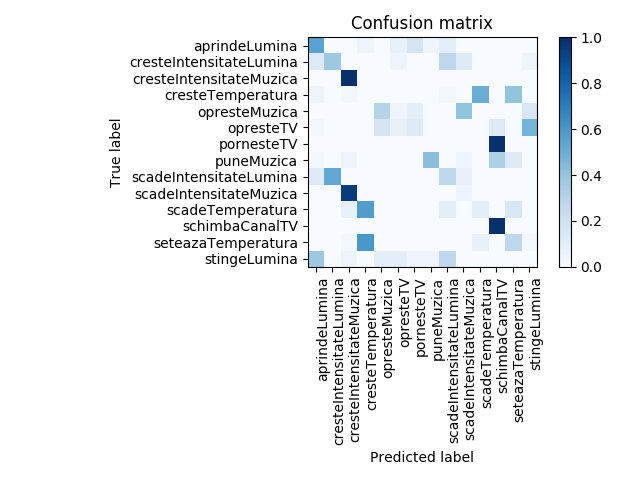 Confusion matrix
True label
aprindeLumina
cresteIntensitateLumina
cresteIntensitateMuzica
cresteTemperatura
opresteMuzica
opresteTV
pornesteTV
puneMuzica
scadeIntensitateLumina
scadeIntensitateMuzica
scadeTemperatura
schimbaCanalTV
seteazaTemperatura
stingeLumina
1.0
0.8
0.6
0.4
0.2
0.0
aprindeLumina
cresteIntensitateLumina
cresteIntensitateMuzica
cresteTemperatura
opresteMuzica
opresteTV
pornesteTV
puneMuzica
scadeIntensitateLumina
scadeIntensitateMuzica
scadeTemperatura
schimbaCanalTV
seteazaTemperatura
stingeLumina
Predicted label